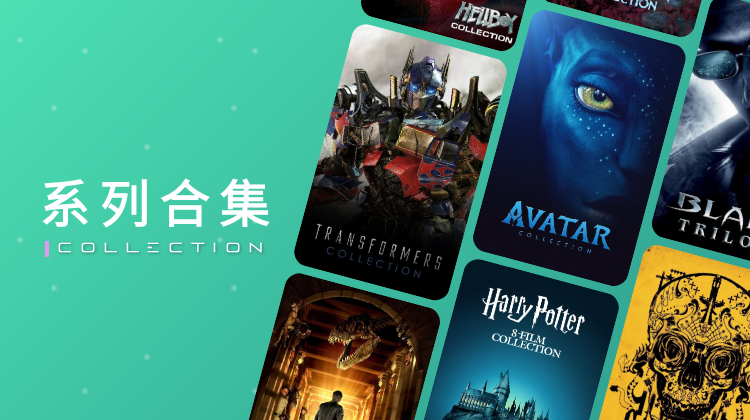 系列合集
COLLECTION
HELLBOY
COLLECTION
TRANSFORMERS
COLLECTION
AVATAR
COLLECTION
Harry Potter
8-FILM
COLLECTION